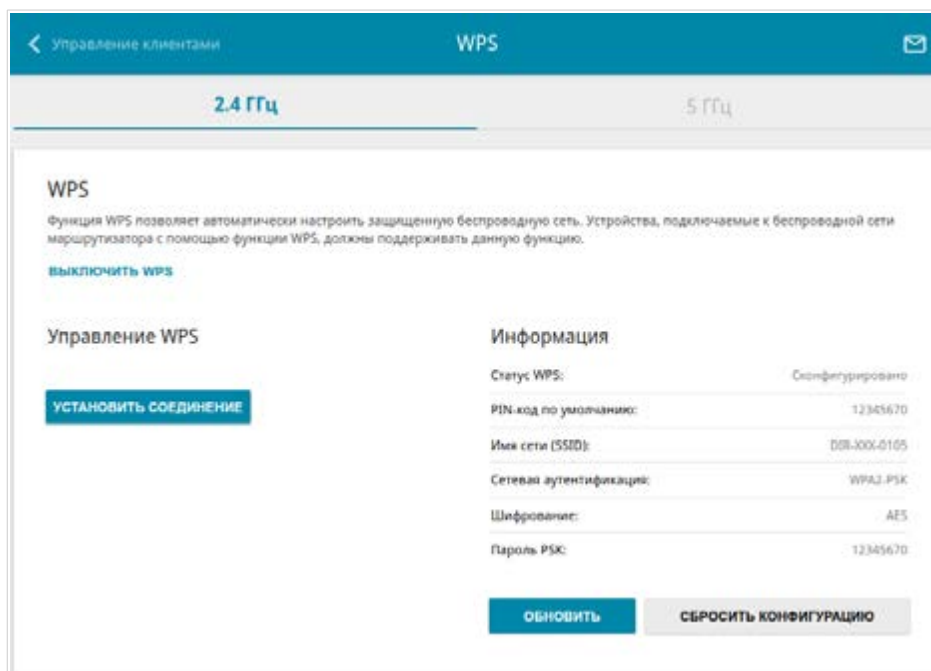 Управление клиентами
WPS
2.4 ГГц
5 ГГц
WPS
Функция WPS позволяет автоматически настроить защищенную беспроводную сеть. Устройства, подключаемые к беспроводной сети
маршрутизатора с помощью функции WPS, должны поддерживать данную функцию.
ВЫКЛЮЧИТЬ WPS
Управление WPS
УСТАНОВИТЬ СОЕДИНЕНИЕ
Информация
Статус WPS: Сконфигурировано
PIN-код по умолчанию: 12345670
Имя сети (SSID): DIR-XXX-0105
Сетевая аутентификация: WPA2-PSK
Шифрование: AES
Пароль PSK: 12345670
ОБНОВИТЬ
СБРОСИТЬ КОНФИГУРАЦИЮ